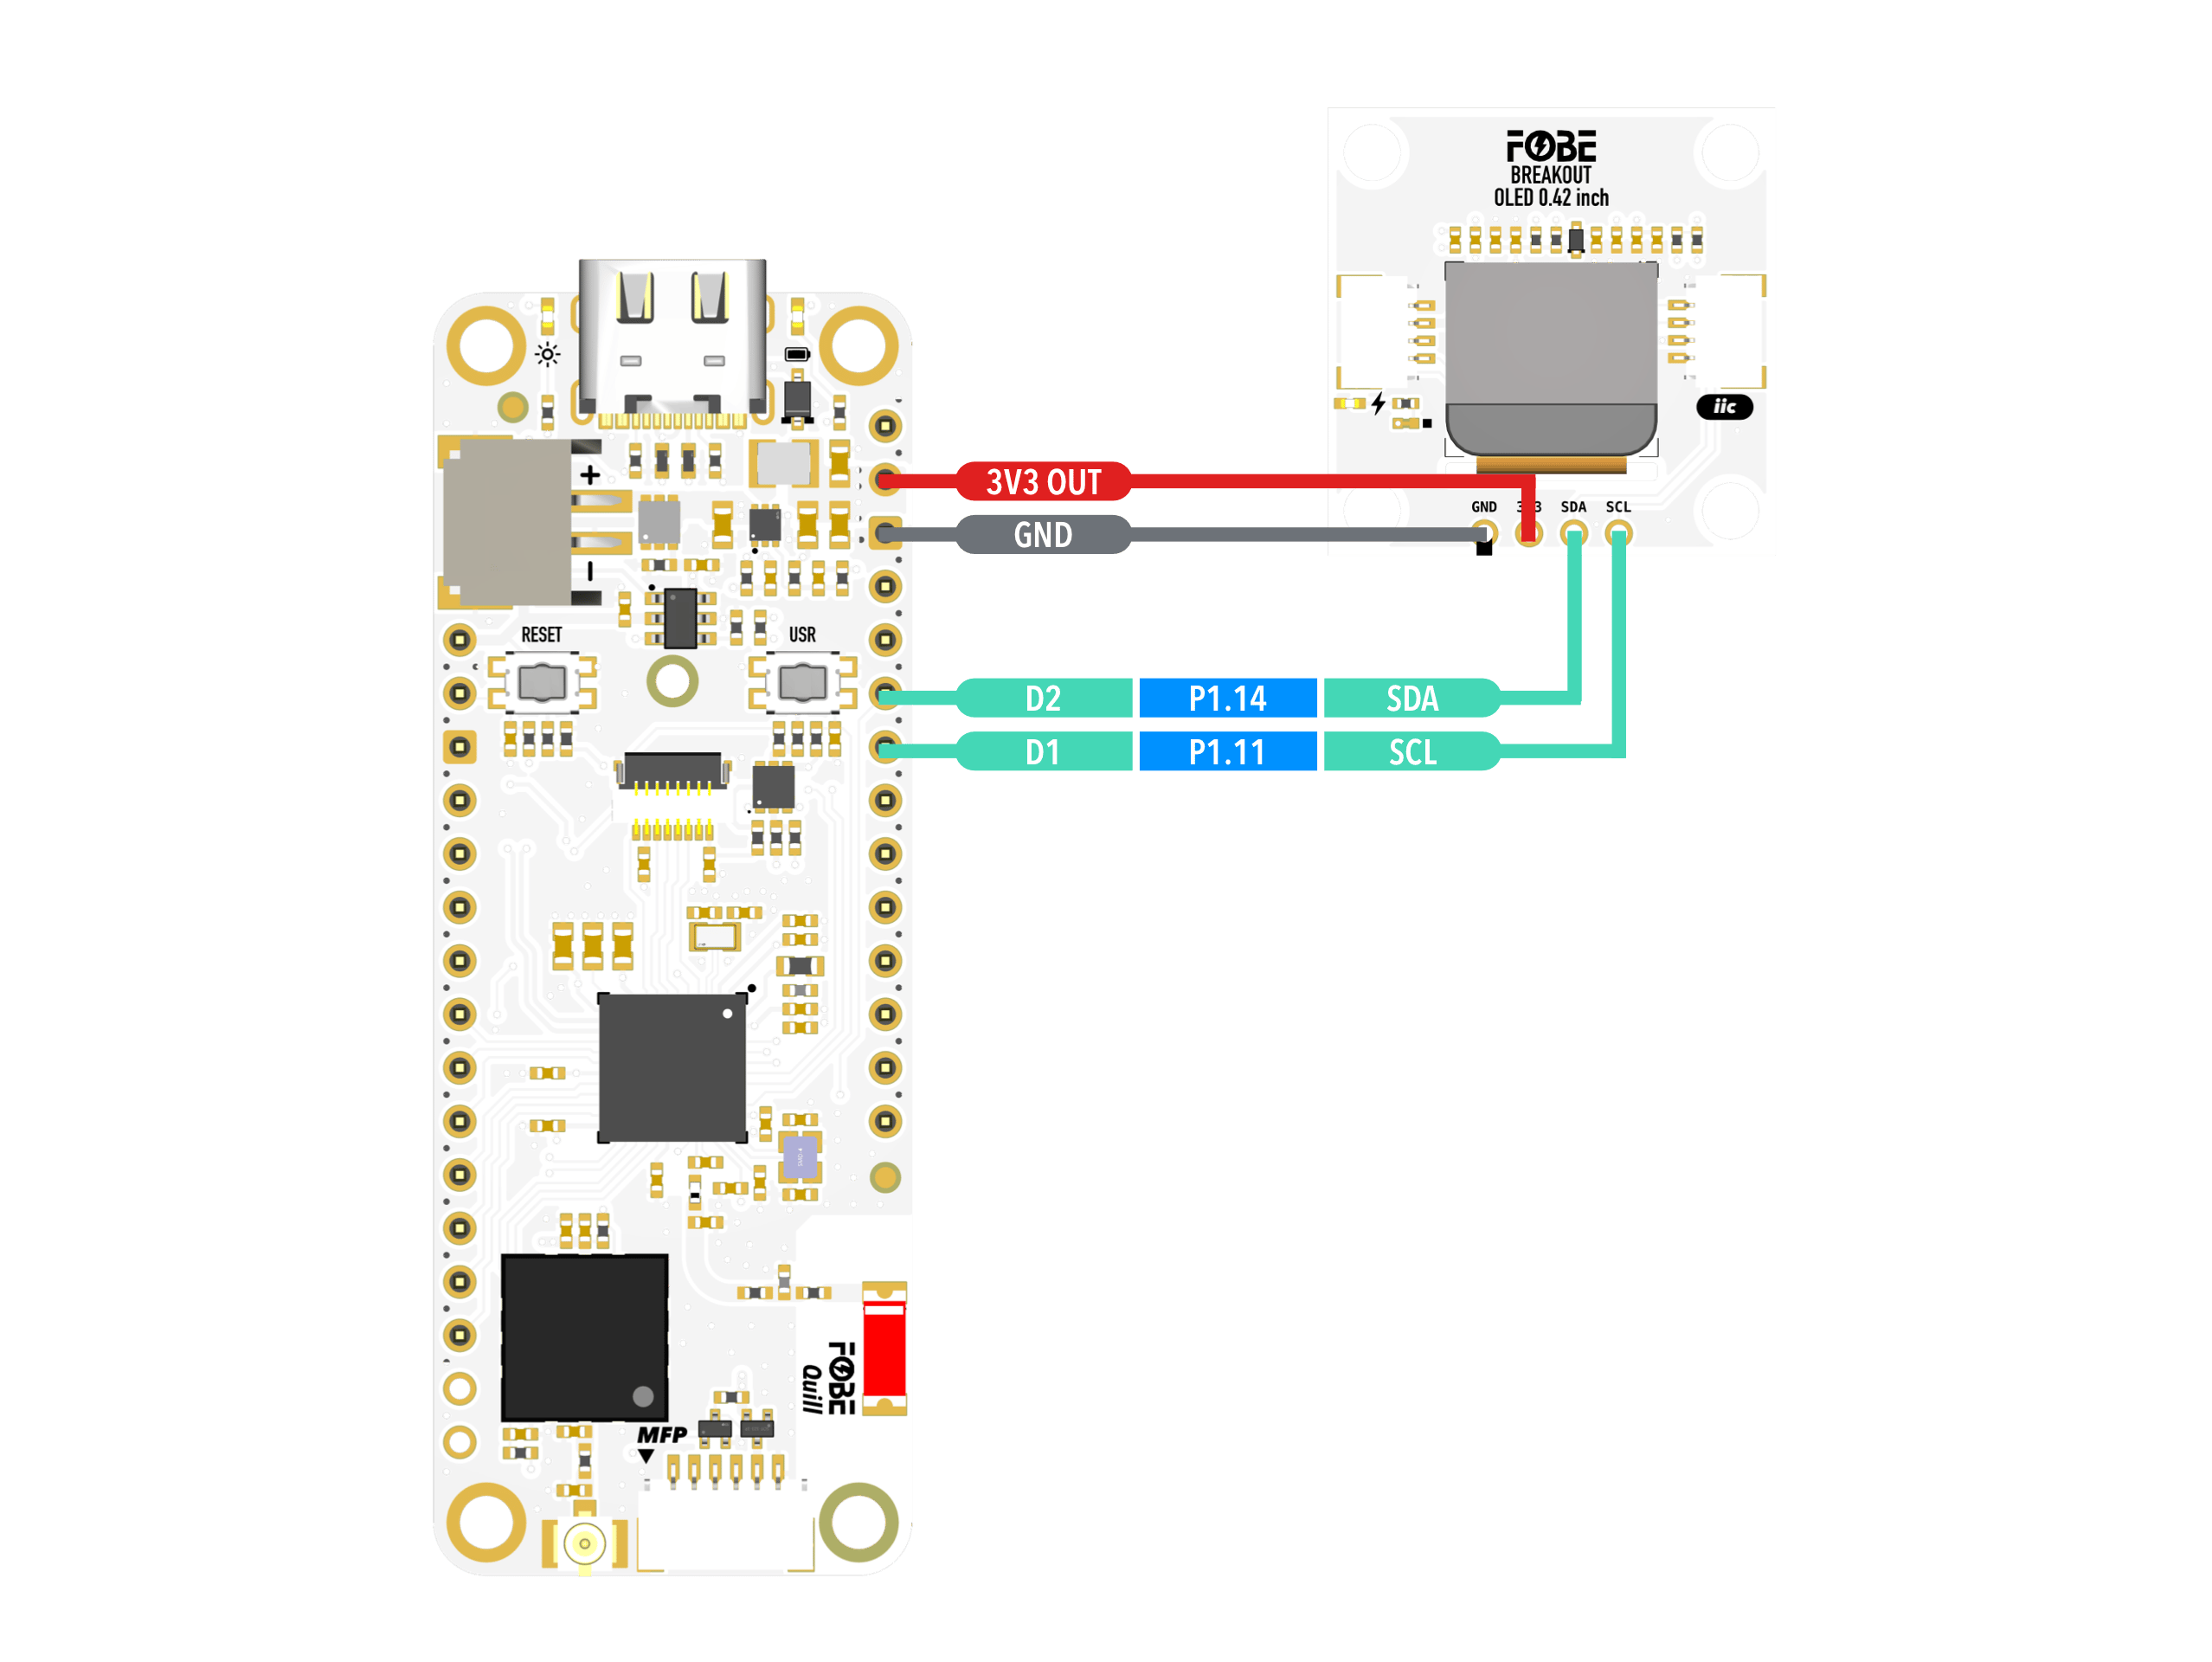 FOBE
BREAKOUT
OLED 0.42 inch
iic
+
3V3 OUT
GND SDA SCL
GND
−
RESET
USR
D2 P1.14 SDA
D1 P1.11 SCL
FOBE
Quill
MFP